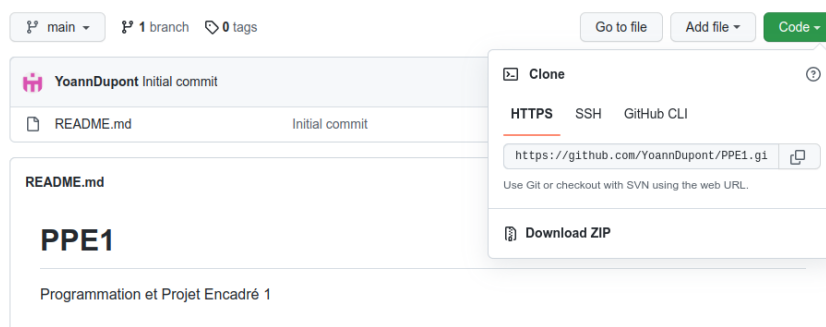 main 1 branch 0 tags Go to file Add file Code
YoannDupont Initial commit
README.md Initial commit
README.md
PPE1
Programmation et Projet Encadré 1
Clone
HTTPS SSH GitHub CLI
https://github.com/YoannDupont/PPE1.gi
Use Git or checkout with SVN using the web URL.
Download ZIP